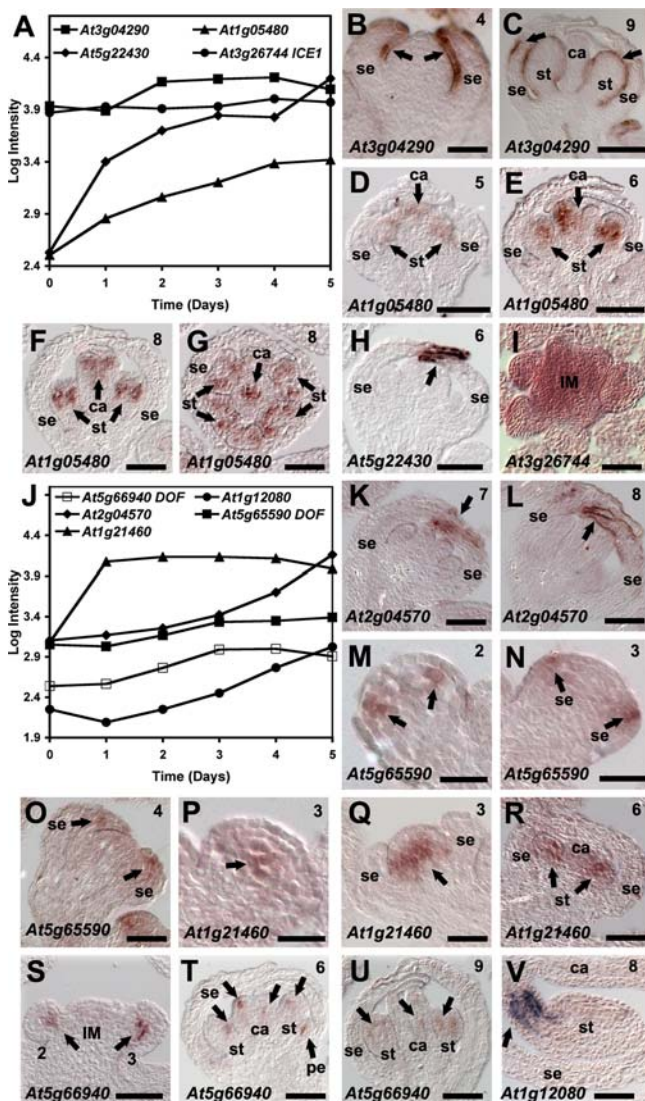 A
At3g04290 At1g05480
At5g22430 At3g26744 ICE1
Log Intensity
4.4
3.9
3.4
2.9
2.4
0 1 2 3 4 5
Time (Days)
B 4
se se
At3g04290
C 9
ca
st
se se
At3g04290
D 5
ca
se st se
At1g05480
E 6
ca
se st se
At1g05480
F 8
ca
se st se
At1g05480
G 8
se ca
st st
se
At1g05480
H 6
se se
At5g22430
I
IM
At3g26744
J
At5g66940 DOF At1g12080
At2g04570 At5g65590 DOF
At1g21460
Log Intensity
4.9
4.3
3.7
3.1
2.5
1.9
0 1 2 3 4 5
Time (Days)
K 7
se
se
At2g04570
L 8
se
se
At2g04570
M 2
At5g65590
N 3
se
se
At5g65590
O 4
se
se
At5g65590
P 3
At1g21460
Q 3
se
se
At1g21460
R 6
se ca
st se
At1g21460
S
IM
2 3
At5g66940
T 6
se
ca st
st
pe
At5g66940
U 9
se ca st
se
At5g66940
V 8
ca
st
se
At1g12080